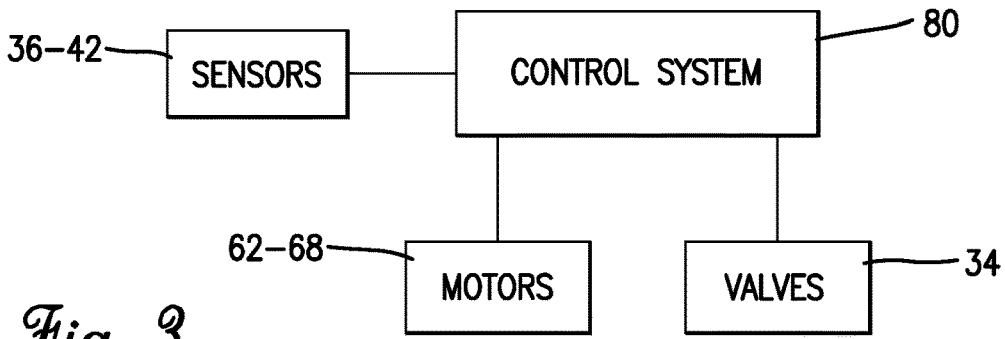 36-42
SENSORS
CONTROL SYSTEM
80
62-68
MOTORS
VALVES
34
Fig. 3